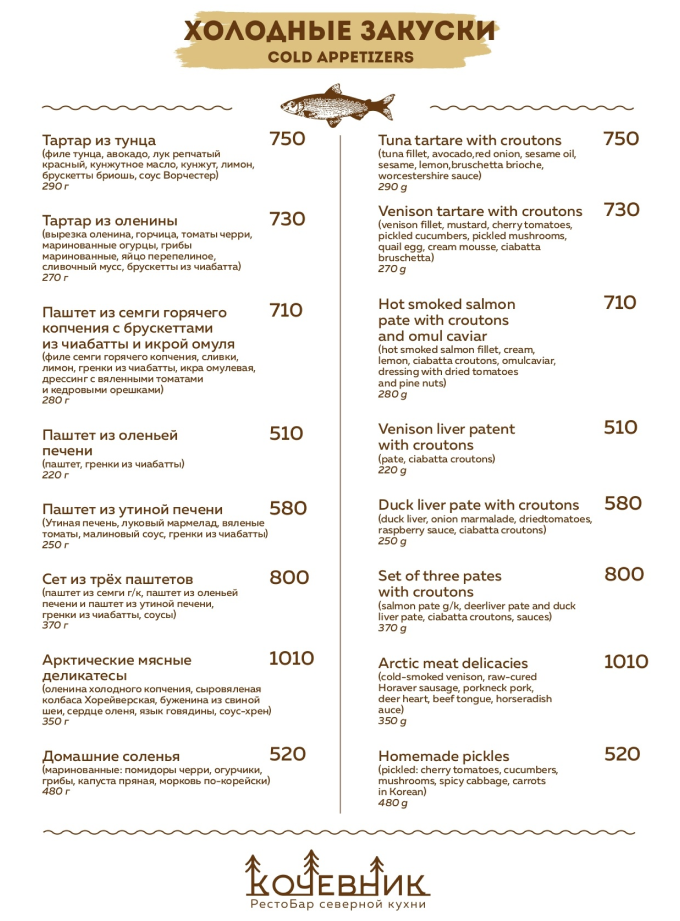 ХОЛОДНЫЕ ЗАКУСКИ
COLD APPETIZERS
Тартар из тунца 750
(филе тунца, авокадо, лук репчатый
красный, кунжутное масло, кунжут, лимон,
брускетты бриошь, соус Ворчестер)
290 г
Тартар из оленины 730
(вырезка оленина, горчица, томаты черри,
маринованные огурцы, грибы
маринованные, яйцо перепелиное,
сливочный мусс, брускетты из чиабатта)
270 г
Паштет из семги горячего 710
копчения с брускеттами
из чиабатты и икрой омуля
(филе семги горячего копчения, сливки,
лимон, гренки из чиабатты, икра омулевая,
дрессинг с вяленными томатами
и кедровыми орешками)
280 г
Паштет из оленьей 510
печени
(паштет, гренки из чиабатты)
220 г
Паштет из утиной печени 580
(Утиная печень, луковый мармелад, вяленые
томаты, малиновый соус, гренки из чиабатты)
250 г
Сет из трёх паштетов 800
(паштет из семги г/к, паштет из оленьей
печени и паштет из утиной печени,
гренки из чиабатты, соусы)
370 г
Арктические мясные 1010
деликатесы
(оленина холодного копчения, сыровяленая
колбаса Хорейверская, буженина из свиной
шеи, сердце оленя, язык говядины, соус-хрен)
350 г
Домашние соленья 520
(маринованные: помидоры черри, огурчики,
грибы, капуста пряная, морковь по-корейски)
480 г
Tuna tartare with croutons 750
(tuna fillet, avocado,red onion, sesame oil,
sesame, lemon,bruschetta brioche,
worcestershire sauce)
290 g
Venison tartare with croutons 730
(venison fillet, mustard, cherry tomatoes,
pickled cucumbers, pickled mushrooms,
quail egg, cream mousse, ciabatta
bruschetta)
270 g
Hot smoked salmon 710
pate with croutons
and omul caviar
(hot smoked salmon fillet, cream,
lemon, ciabatta croutons, omulcaviar,
dressing with dried tomatoes
and pine nuts)
280 g
Venison liver patent 510
with croutons
(pate, ciabatta croutons)
220 g
Duck liver pate with croutons 580
(duck liver, onion marmalade, driedtomatoes,
raspberry sauce, ciabatta croutons)
250 g
Set of three pates 800
with croutons
(salmon pate g/k, deerliver pate and duck
liver pate, ciabatta croutons, sauces)
370 g
Arctic meat delicacies 1010
(cold-smoked venison, raw-cured
Horaver sausage, porkneck pork,
deer heart, beef tongue, horseradish
auce)
350 g
Homemade pickles 520
(pickled: cherry tomatoes, cucumbers,
mushrooms, spicy cabbage, carrots
in Korean)
480 g
КОЧЕВНИК
РестоБар северной кухни